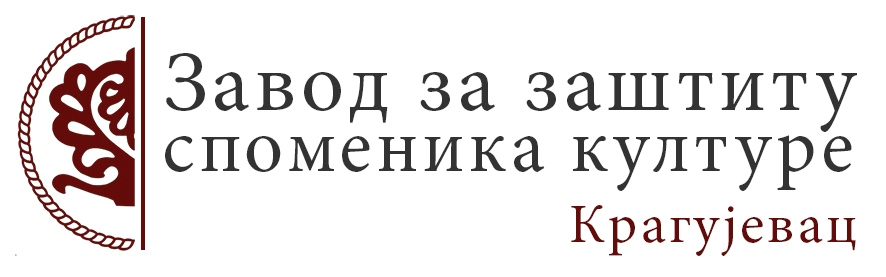 Завод за заштиту
споменика културе
Крагујевац